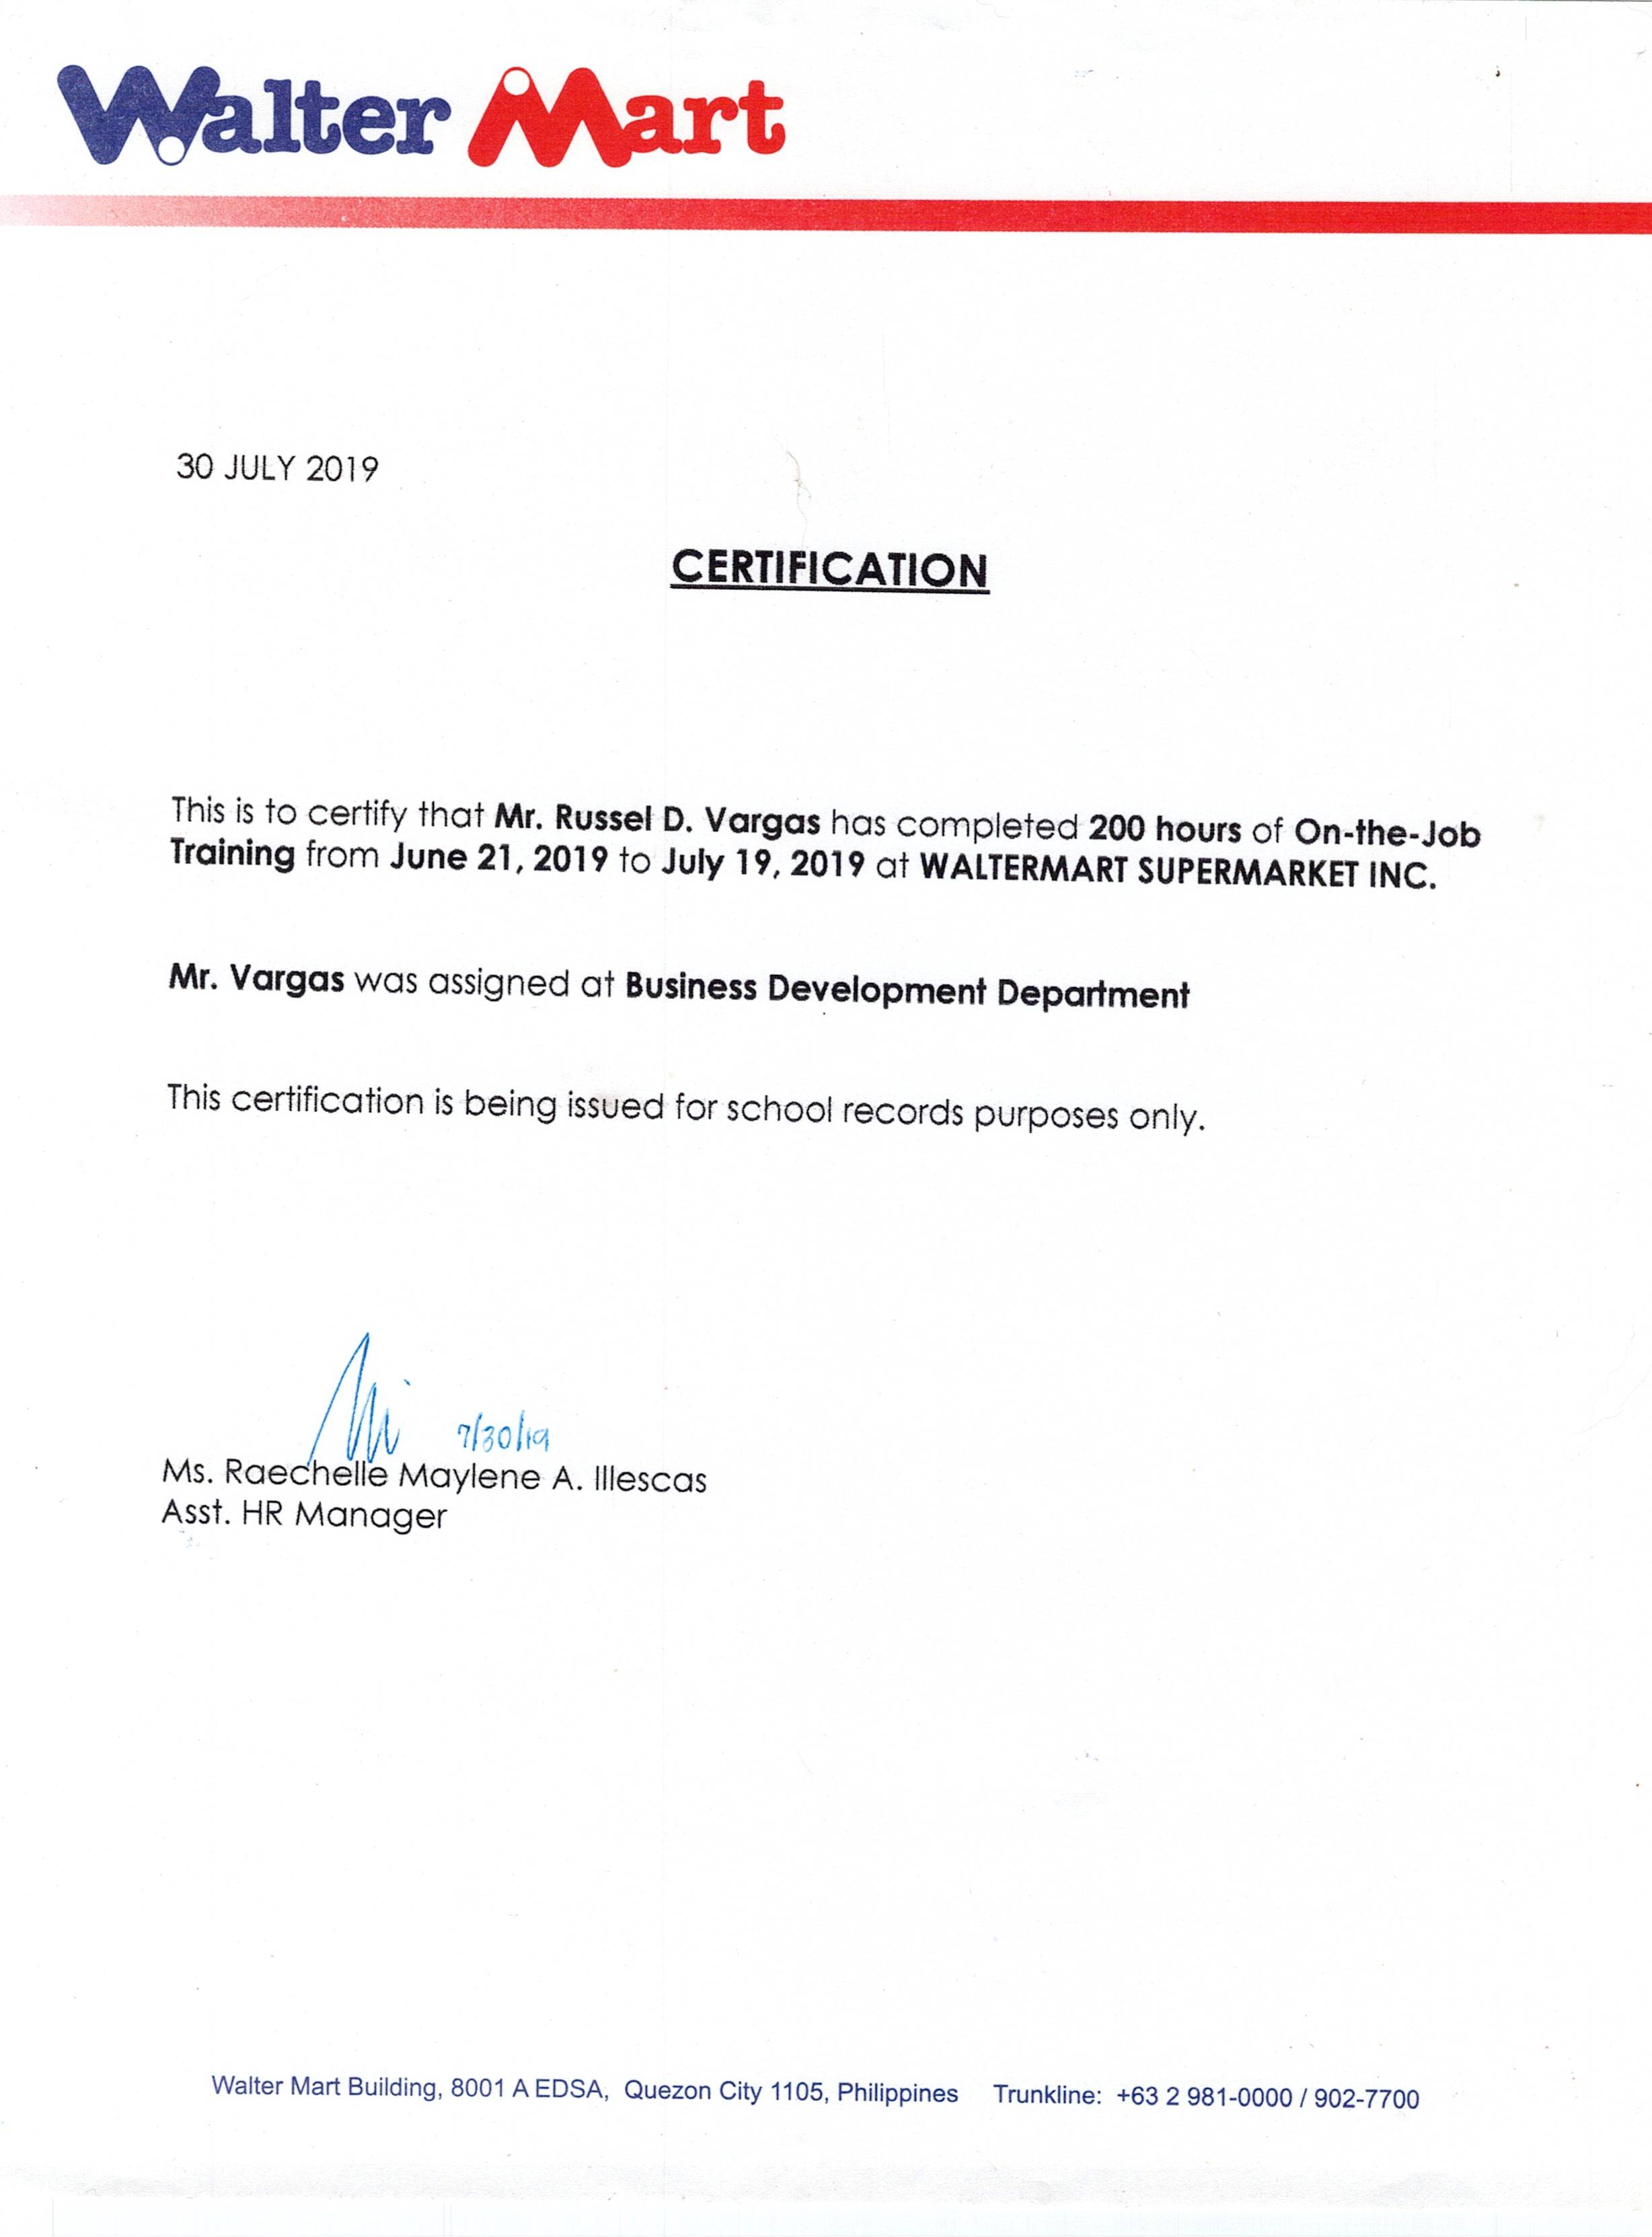 Walter Mart
30 JULY 2019
CERTIFICATION
This is to certify that Mr. Russel D. Vargas has completed 200 hours of On-the-Job
Training from June 21, 2019 to July 19, 2019 at WALTERMART SUPERMARKET INC.
Mr. Vargas was assigned at Business Development Department
This certification is being issued for school records purposes only.
7/30/19
Ms. Raechelle Maylene A. Illescas
Asst. HR Manager
Walter Mart Building, 8001 A EDSA, Quezon City 1105, Philippines Trunkline: +63 2 981-0000 / 902-7700